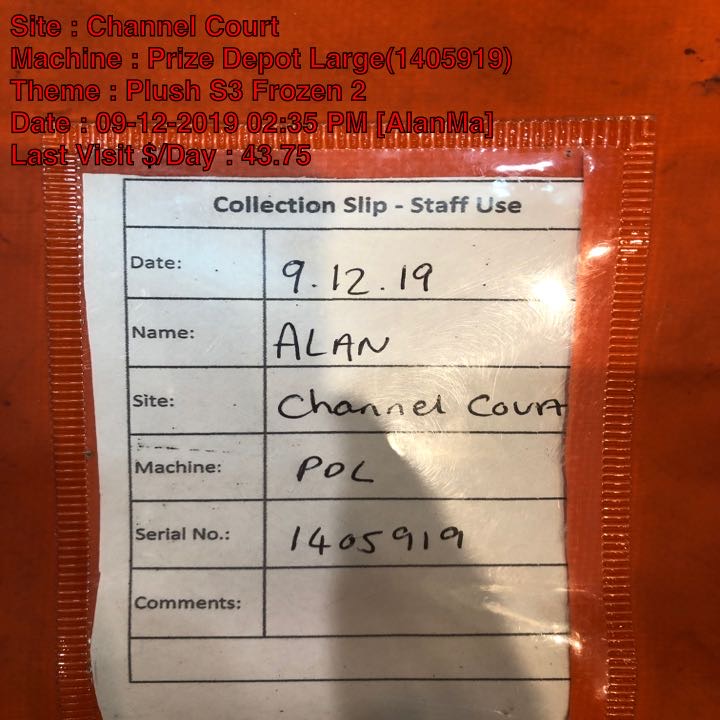 Site : Channel Court
Machine : Prize Depot Large(1405919)
Theme : Plush S3 Frozen 2
Date : 09-12-2019 02:35 PM [AlanMa]
Last Visit $/Day : 43.75
Collection Slip - Staff Use
Date: 9.12.19
Name: ALAN
Site: Channel Court
Machine: PDL
Serial No.: 1405919
Comments: